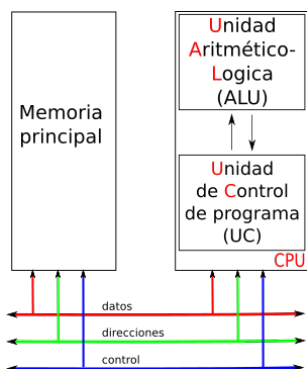 Memoria
principal
Unidad
Aritmético-
Logica
(ALU)
Unidad
de Control
de programa
(UC)
CPU
datos
direcciones
control